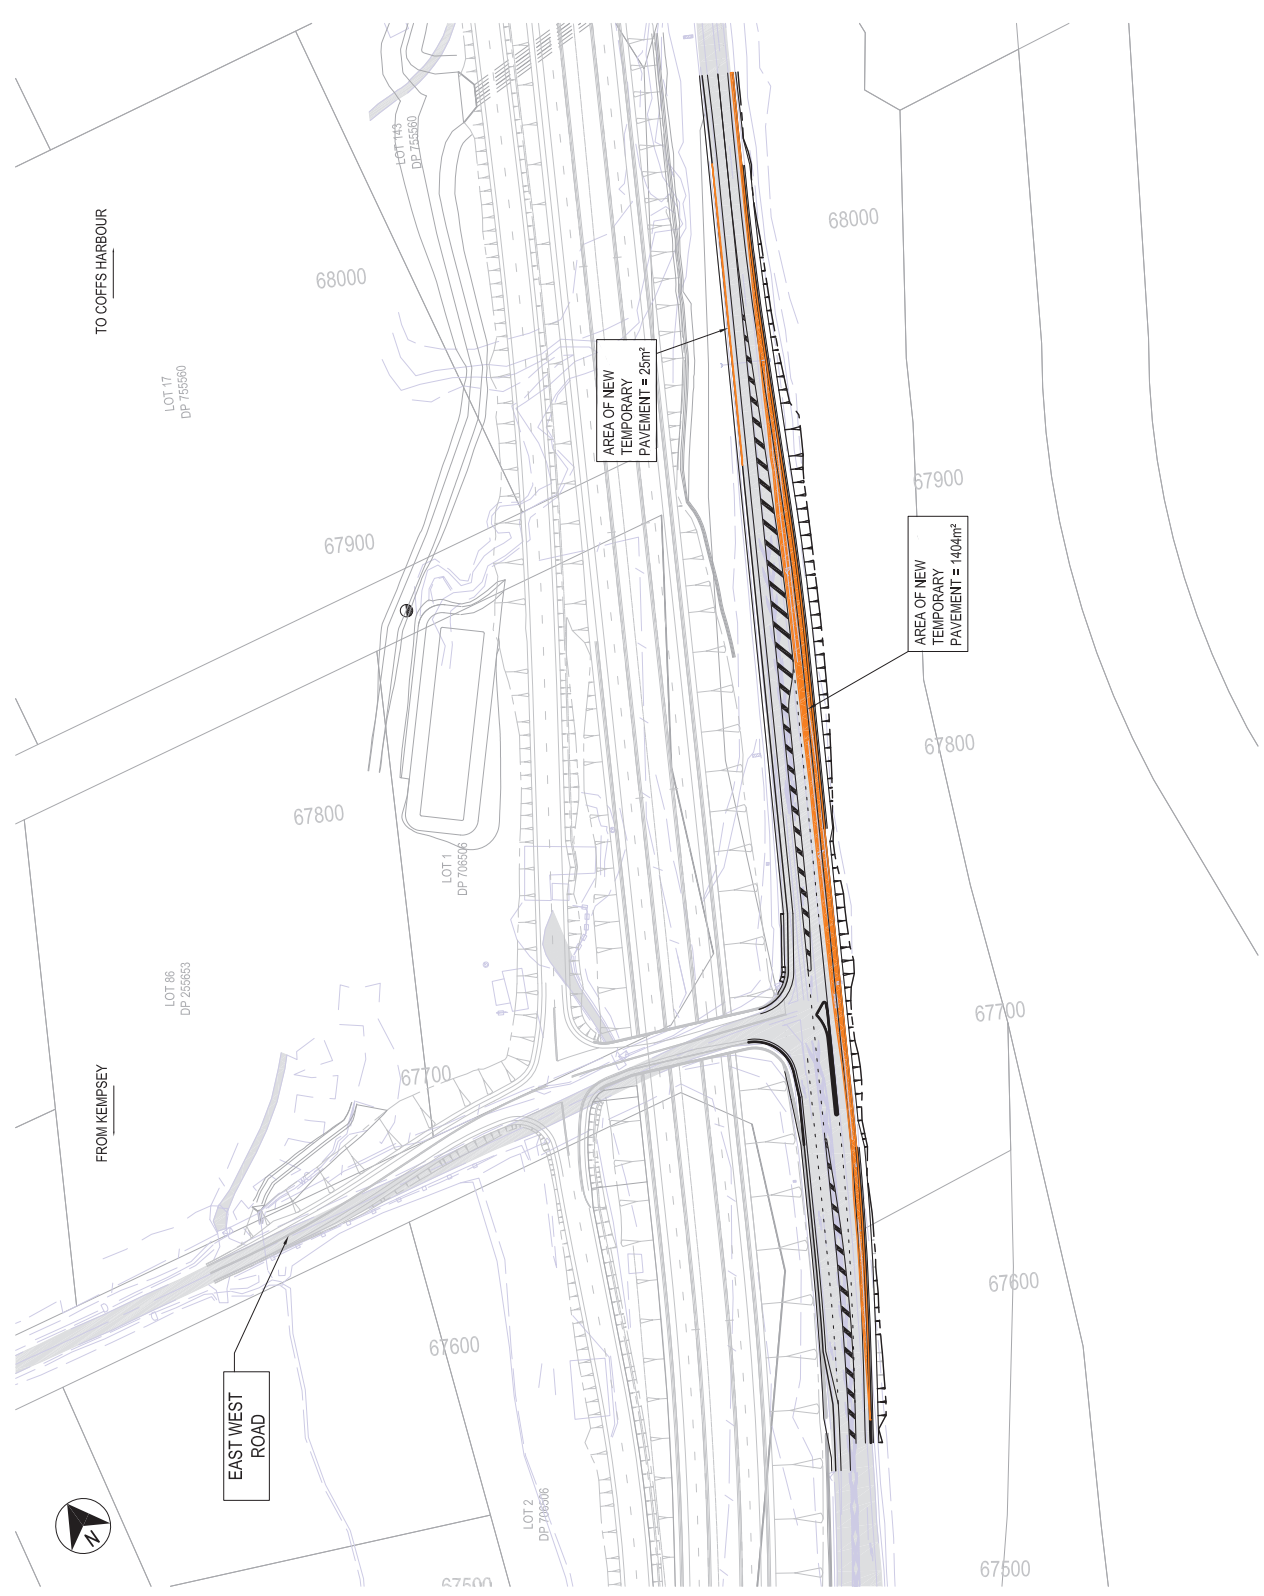 TO COFFS HARBOUR
LOT 143
DP 755560
68000
68000
LOT 17
DP 755560
AREA OF NEW
TEMPORARY
PAVEMENT = 25m²
67900
67900
AREA OF NEW
TEMPORARY
PAVEMENT = 1404m²
67800
67800
LOT 1
DP 706506
LOT 86
DP 255653
67700
67700
FROM KEMPSEY
67600
67600
EAST WEST
ROAD
LOT 2
DP 706506
N
67500
67500